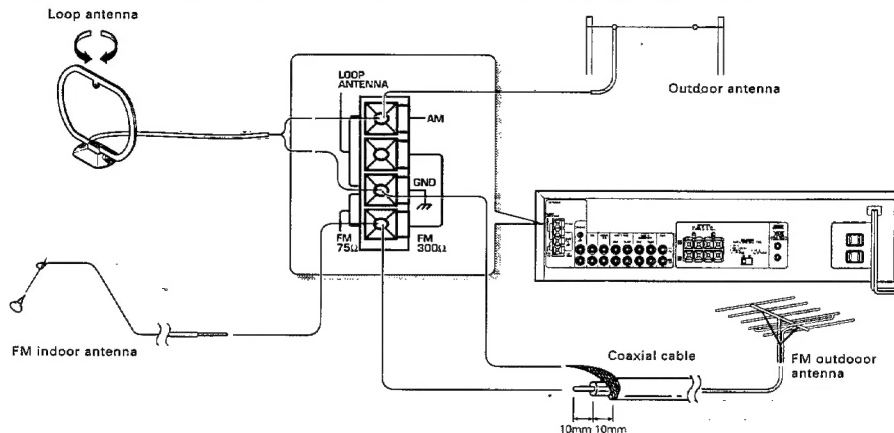 Loop antenna
LOOP
ANTENNA
AM
GND
FM
75Ω
FM
300Ω
Outdoor antenna
FM indoor antenna
Coaxial cable
FM outdooor
antenna
10mm 10mm